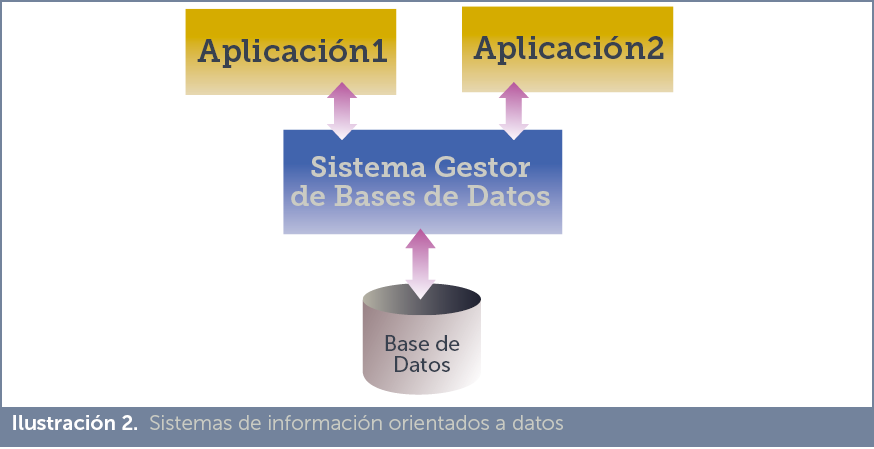 Aplicación1
Aplicación2
Sistema Gestor
de Bases de Datos
Base de
Datos
Ilustración 2. Sistemas de información orientados a datos